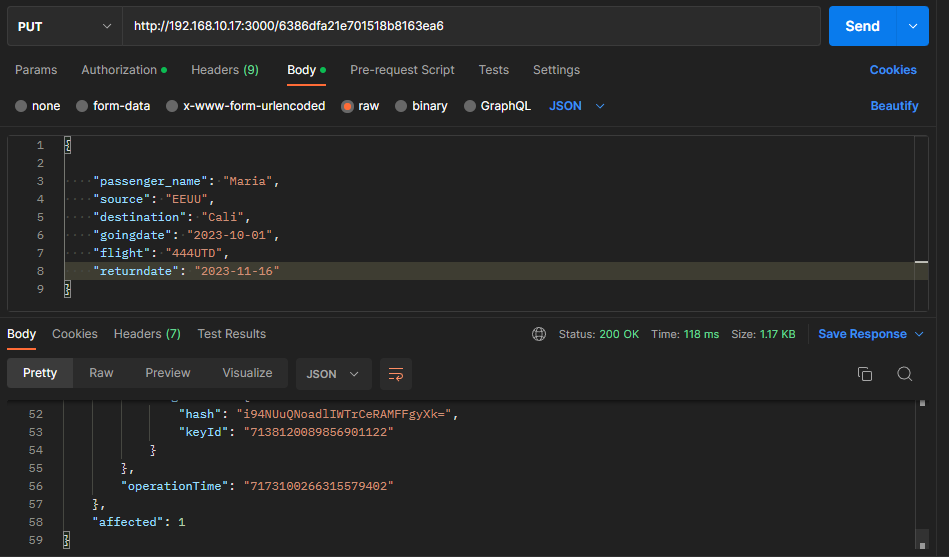 PUT http://192.168.10.17:3000/6386dfa21e701518b8163ea6 Send
Params Authorization Headers (9) Body Pre-request Script Tests Settings Cookies
none form-data x-www-form-urlencoded raw binary GraphQL JSON Beautify
1 {
2
3 "passenger_name": "Maria",
4 "source": "EEUU",
5 "destination": "Cali",
6 "goingdate": "2023-10-01",
7 "flight": "444UTD",
8 "returndate": "2023-11-16"
9 }
Body Cookies Headers (7) Test Results Status: 200 OK Time: 118 ms Size: 1.17 KB Save Response
Pretty Raw Preview Visualize JSON
52 "hash": "i94NUuQNoadlIWTrCeRAMFFgyXk=",
53 "keyId": "7138120089856901122"
54 }
55 },
56 "operationTime": "7173100266315579402"
57 },
58 "affected": 1
59 }